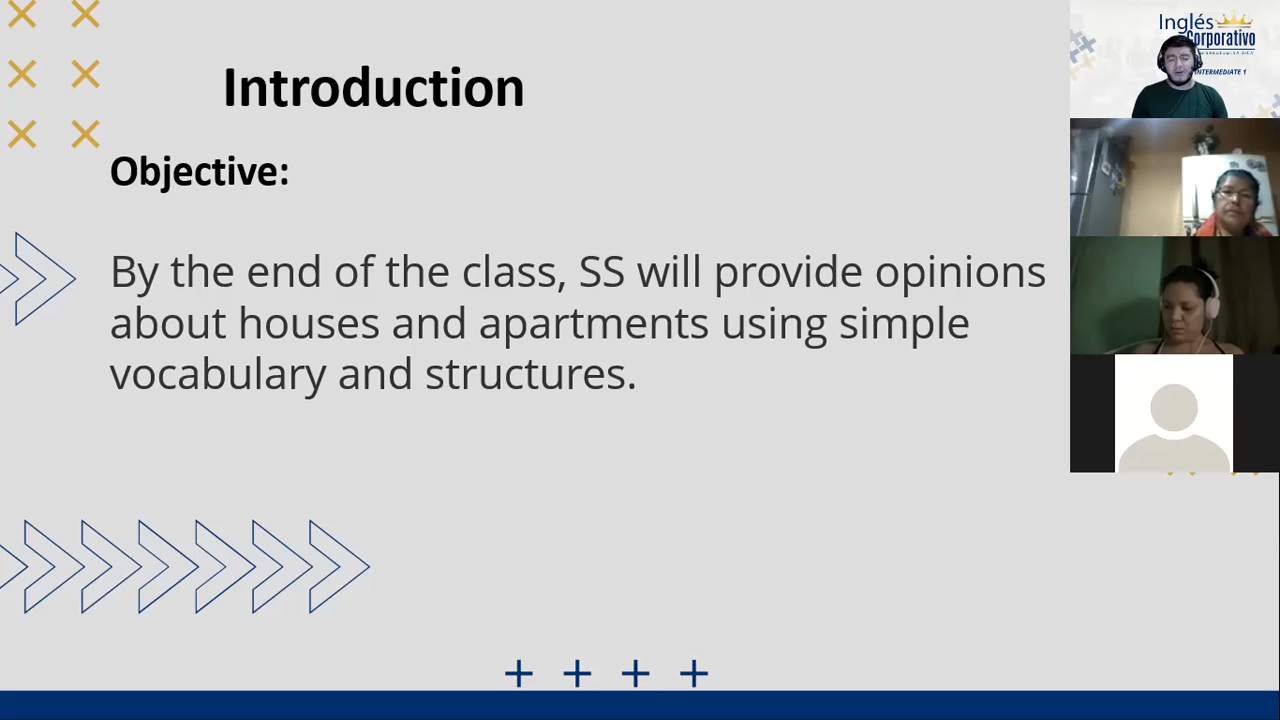 Introduction
Objective:
By the end of the class, SS will provide opinions
about houses and apartments using simple
vocabulary and structures.
Inglés
Corporativo
INTERMEDIATE 1